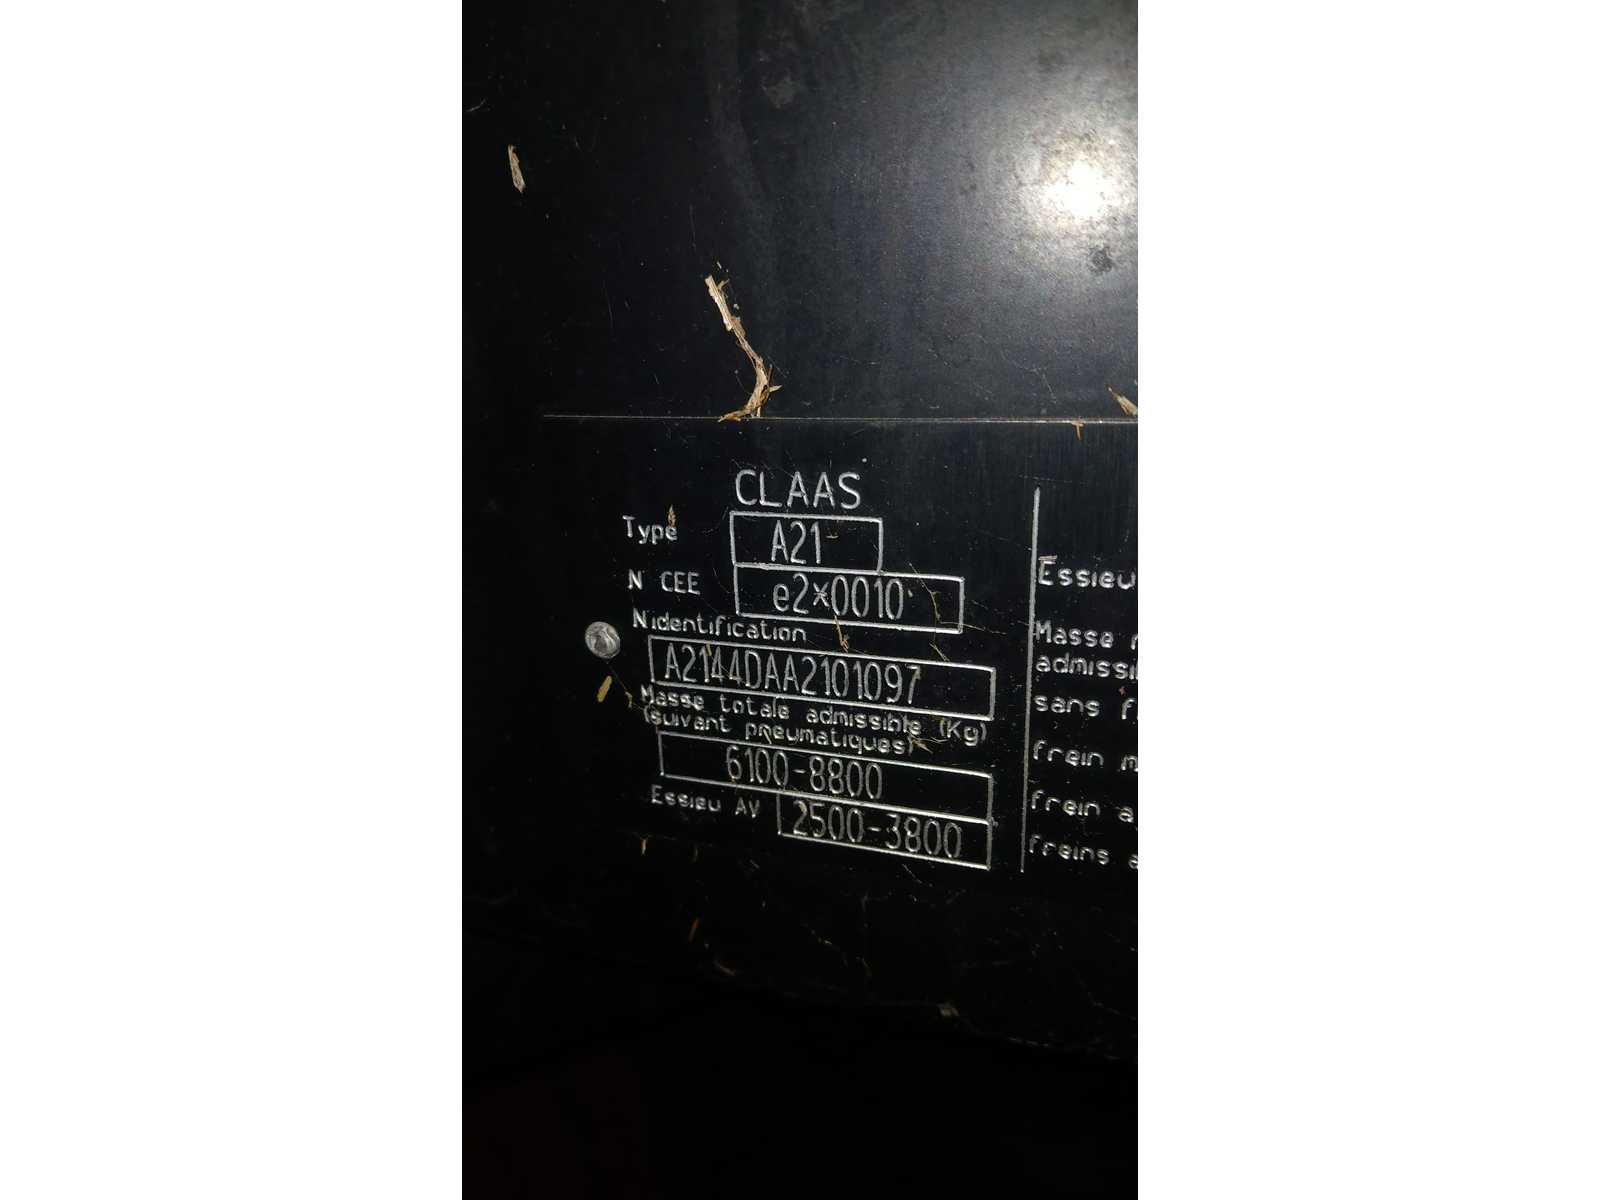 CLAAS
Type A21
N CEE e2*0010
N identification
A2144DAA2101097
Masse totale admissible (Kg)
(suivant pneumatiques)
6100-8800
Essieu AV 2500-3800
Essieu
Masse
admissi
sans f
frein m
frein a
freins a